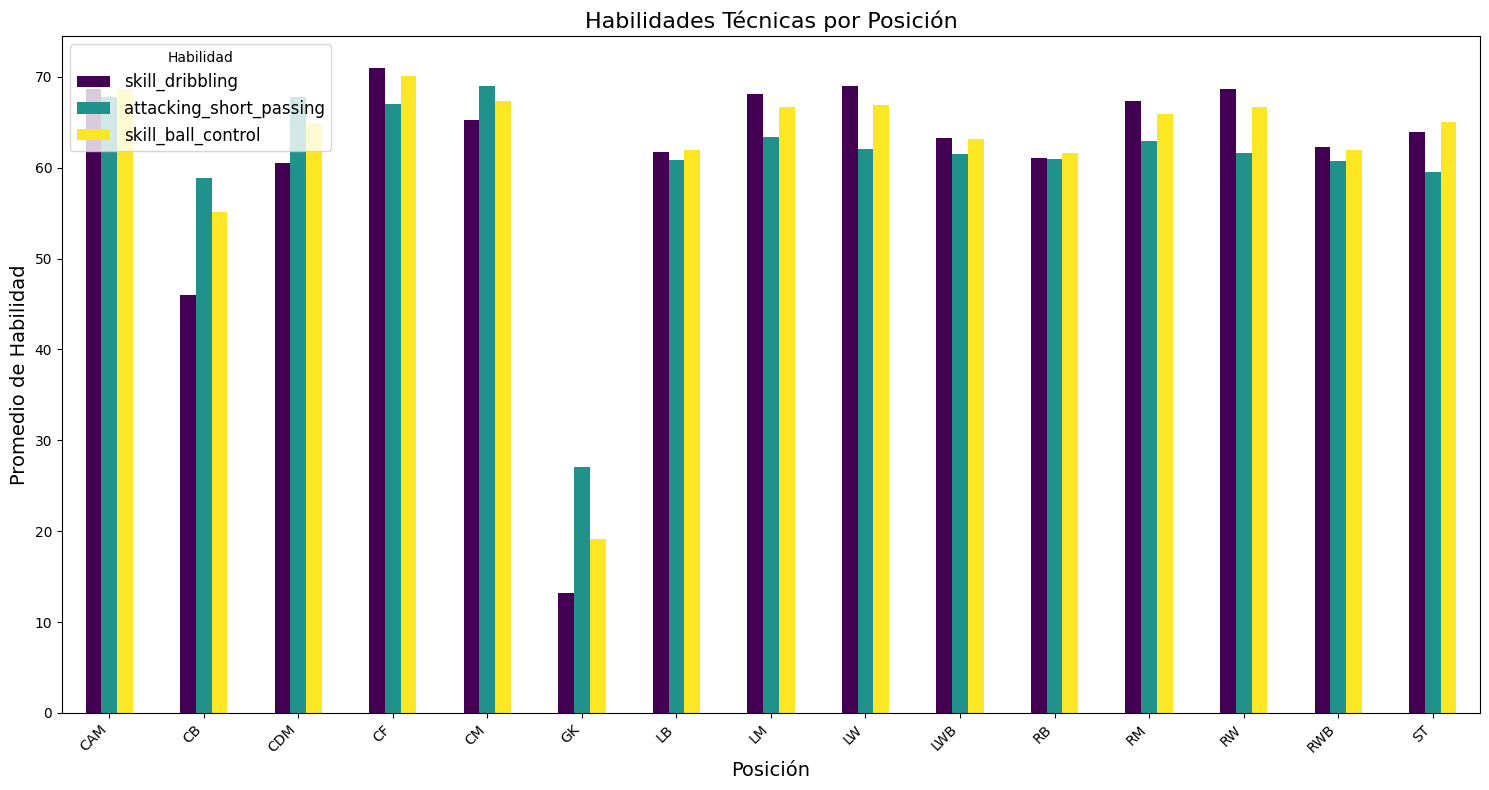 Habilidades Técnicas por Posición
Habilidad
skill_dribbling
attacking_short_passing
skill_ball_control
Promedio de Habilidad
70
60
50
40
30
20
10
0
CAM
CB
CDM
CF
CM
GK
LB
LM
LW
LWB
RB
RM
RW
RWB
ST
Posición